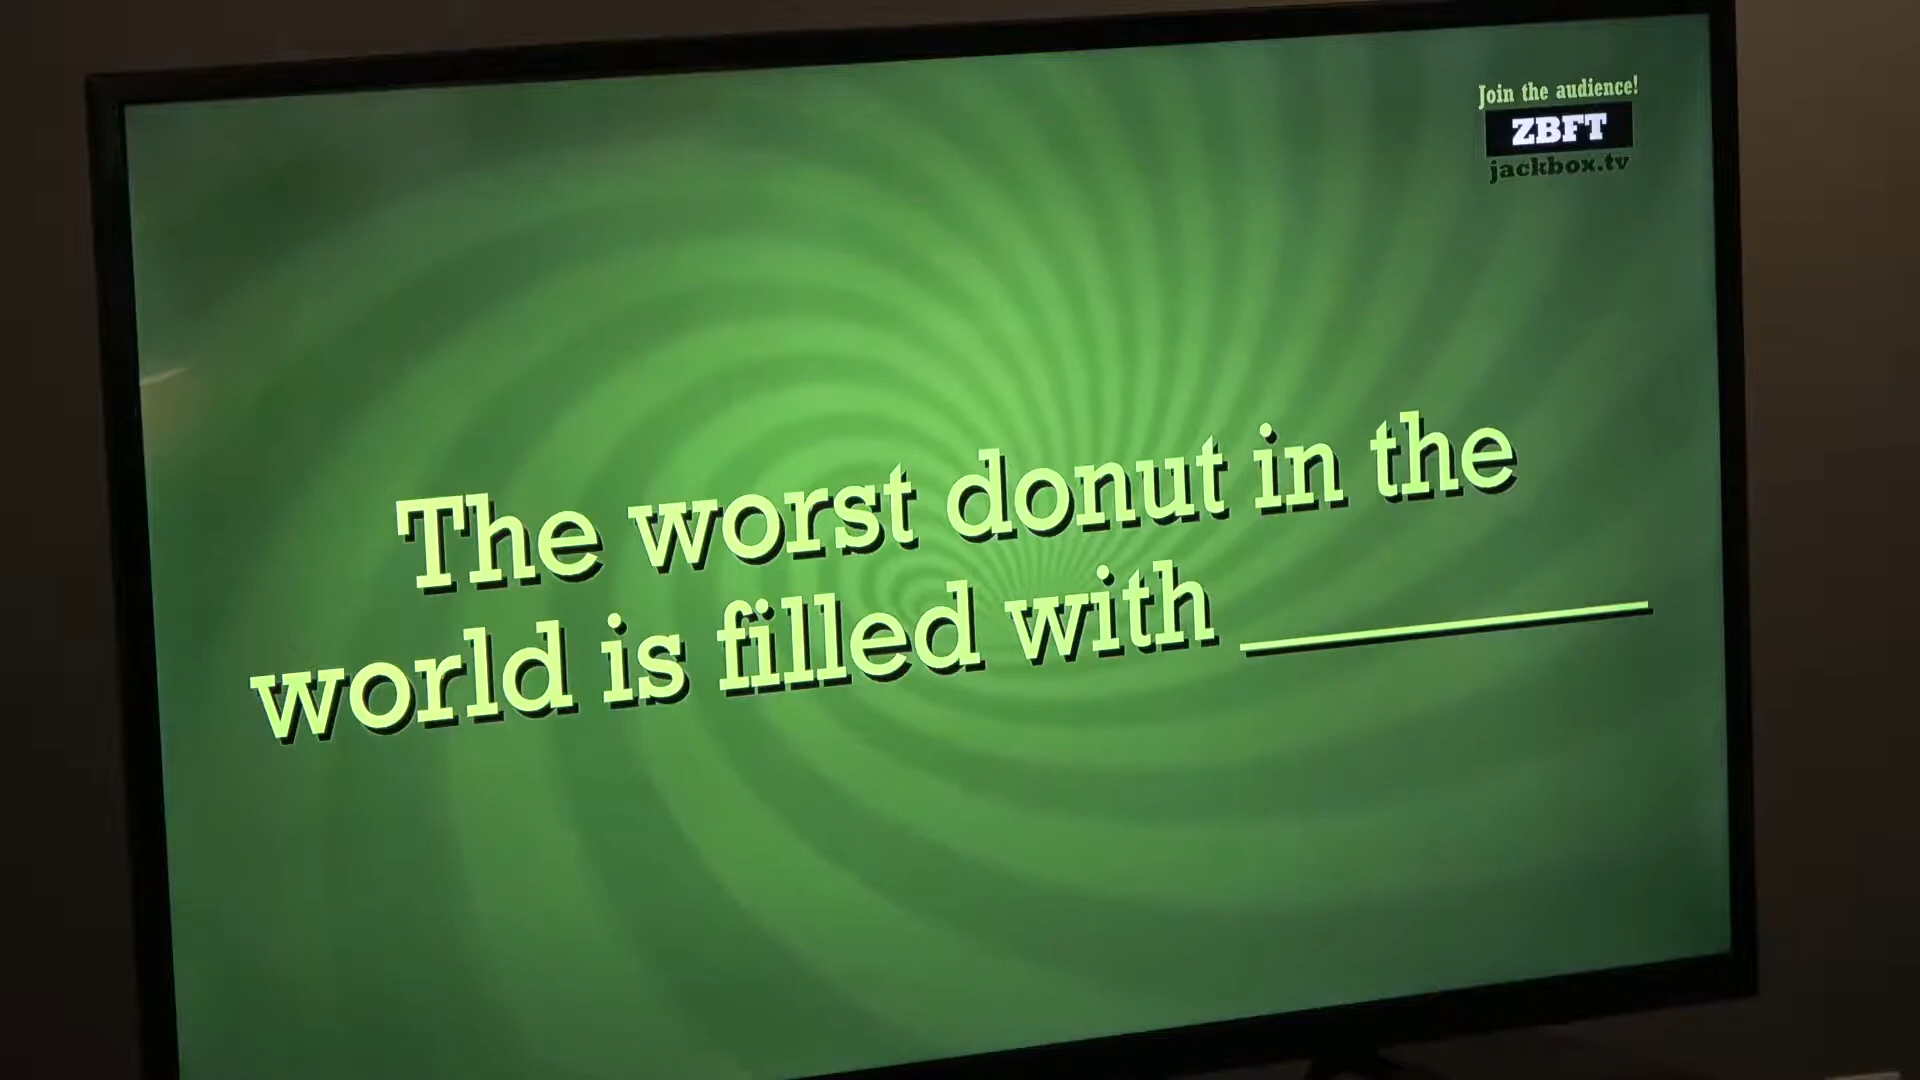 Join the audience!
ZBFT
jackbox.tv
The worst donut in the
world is filled with ________